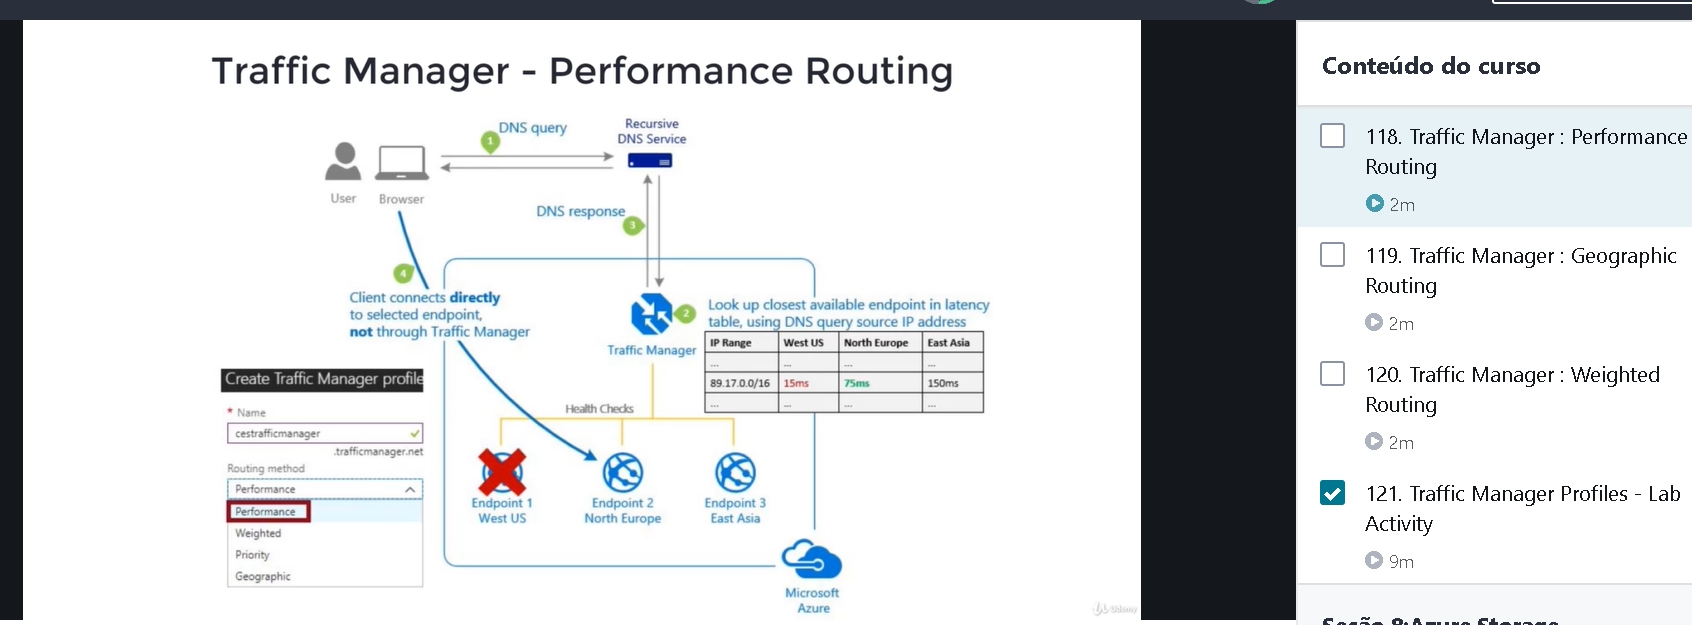 Traffic Manager - Performance Routing
DNS query
1
Recursive
DNS Service
User
Browser
DNS response
3
4
Client connects directly
to selected endpoint,
not through Traffic Manager
2
Traffic Manager
Look up closest available endpoint in latency
table, using DNS query source IP address
IP Range West US North Europe East Asia
... ... ... ...
89.17.0.0/16 15ms 75ms 150ms
... ... ... ...
Health Checks
Endpoint 1
West US
Endpoint 2
North Europe
Endpoint 3
East Asia
Microsoft
Azure
Create Traffic Manager profile
* Name
cestrafficmanager
.trafficmanager.net
Routing method
Performance
Performance
Weighted
Priority
Geographic
Udemy
Conteúdo do curso
118. Traffic Manager : Performance
Routing
2m
119. Traffic Manager : Geographic
Routing
2m
120. Traffic Manager : Weighted
Routing
2m
121. Traffic Manager Profiles - Lab
Activity
9m
Seção 8:Azure Storage